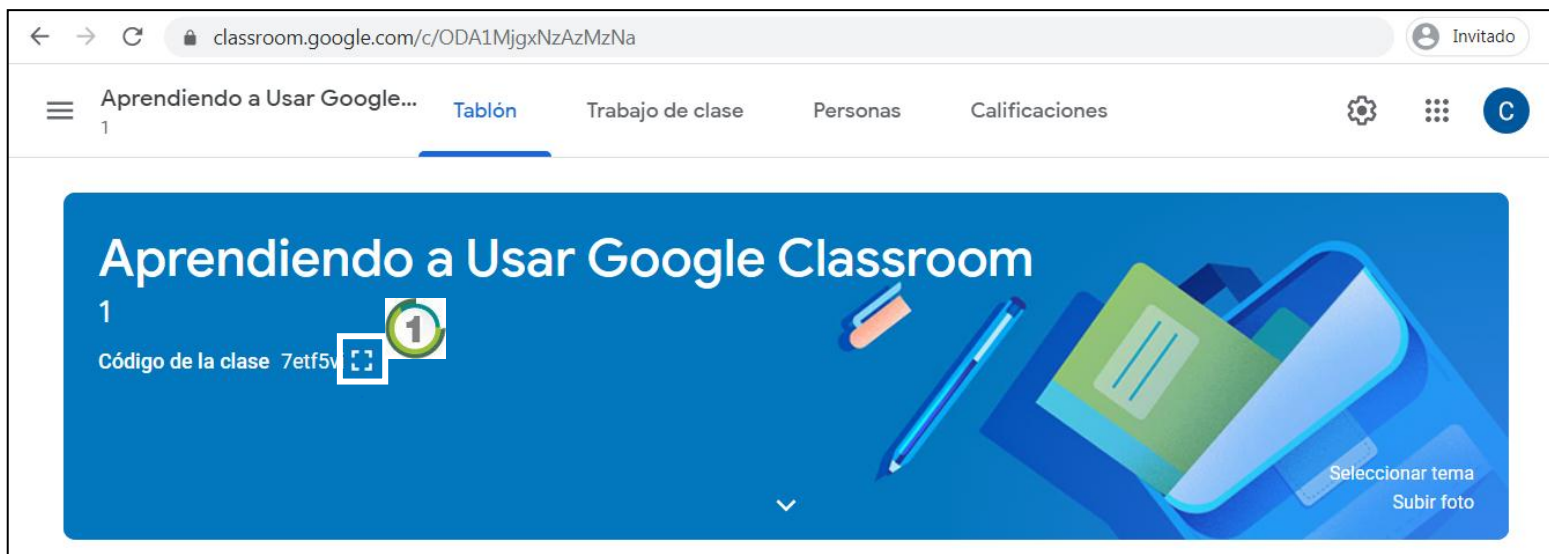 classroom.google.com/c/ODA1MjgxNzAzMzNa
Invitado
Aprendiendo a Usar Google...
1
Tablón
Trabajo de clase
Personas
Calificaciones
C
Aprendiendo a Usar Google Classroom
1
1
Código de la clase
Seleccionar tema
Subir foto